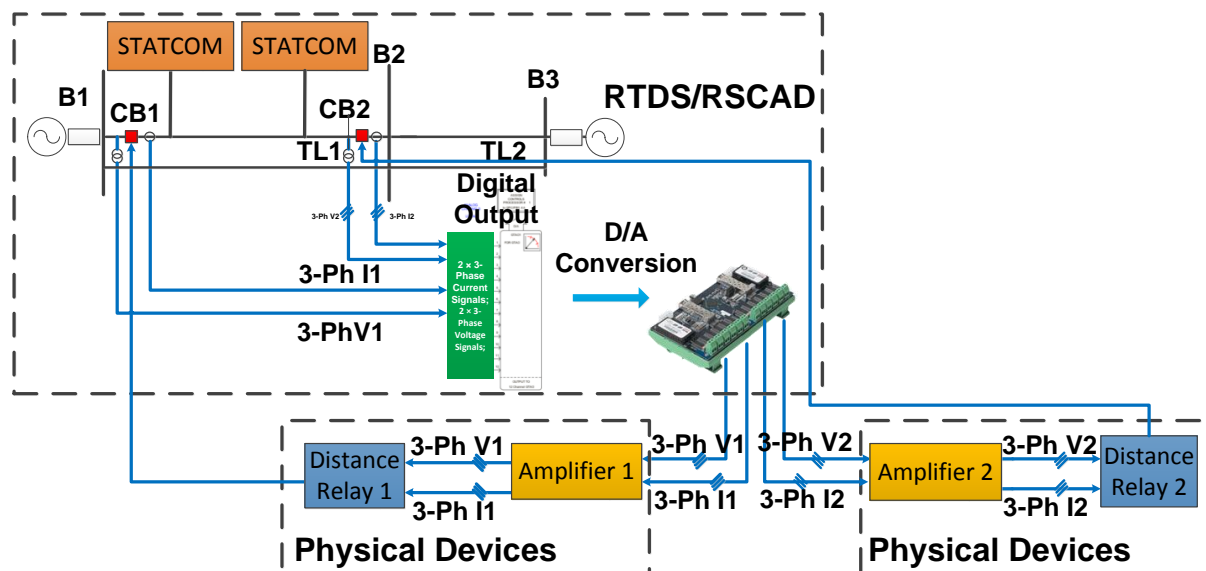 STATCOM
STATCOM
B2
B1
B3
CB1
CB2
RTDS/RSCAD
TL1
TL2
Digital
Output
3-Ph V2
3-Ph I2
D/A
Conversion
3-Ph I1
2 × 3-
Phase
Current
Signals;
2 × 3-
Phase
Voltage
Signals;
3-PhV1
3-Ph V1
3-Ph V1
3-Ph V2
3-Ph V2
Distance
Relay 1
Amplifier 1
Amplifier 2
Distance
Relay 2
3-Ph I1
3-Ph I1
3-Ph I2
3-Ph I2
Physical Devices
Physical Devices